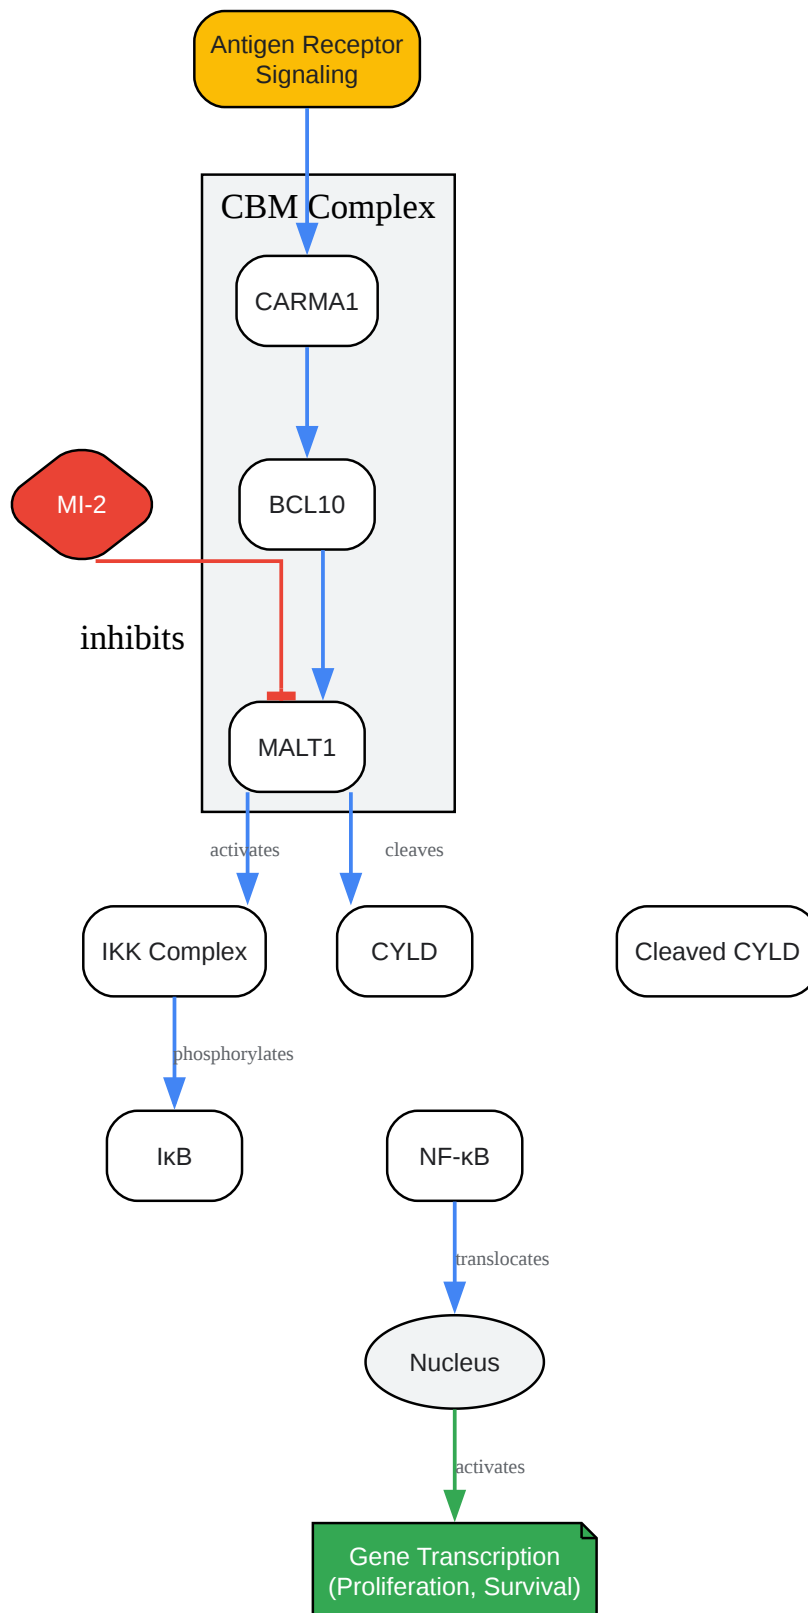 Antigen Receptor
Signaling
CBM Complex
CARMA1
BCL10
MI-2
inhibits
MALT1
activates
cleaves
IKK Complex
CYLD
Cleaved CYLD
phosphorylates
IκB
NF-κB
translocates
Nucleus
activates
Gene Transcription
(Proliferation, Survival)